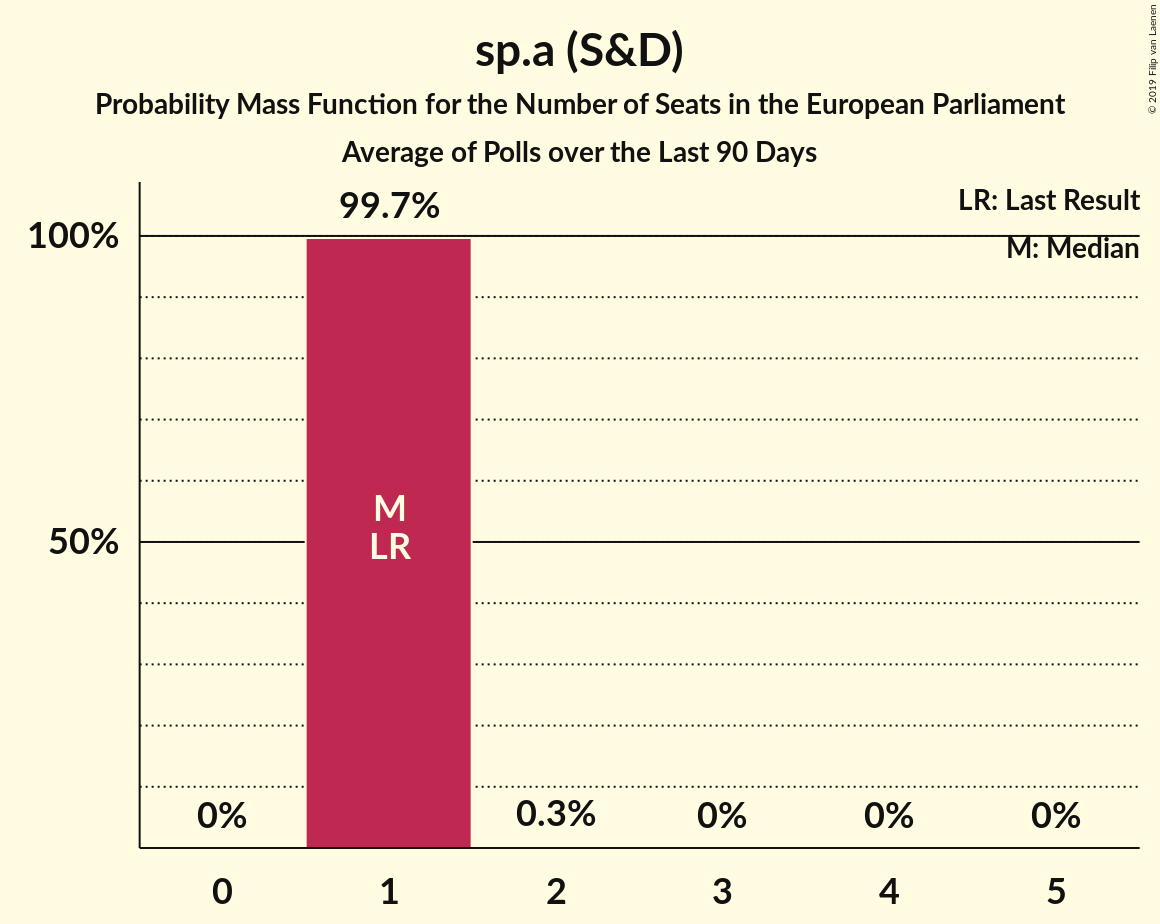 sp.a (S&D)
Probability Mass Function for the Number of Seats in the European Parliament
Average of Polls over the Last 90 Days
© 2019 Filip van Laenen
LR: Last Result
M: Median
99.7%
100%
50%
M
LR
0%
0.3%
0%
0%
0%
0
1
2
3
4
5